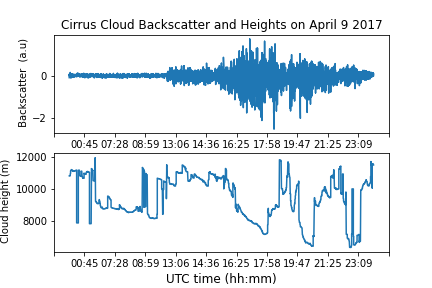 Cirrus Cloud Backscatter and Heights on April 9 2017
Backscatter (a.u)
0
−2
00:45 07:28 08:59 13:06 14:36 16:25 17:58 19:47 21:25 23:09
Cloud height (m)
12000
10000
8000
00:45 07:28 08:59 13:06 14:36 16:25 17:58 19:47 21:25 23:09
UTC time (hh:mm)